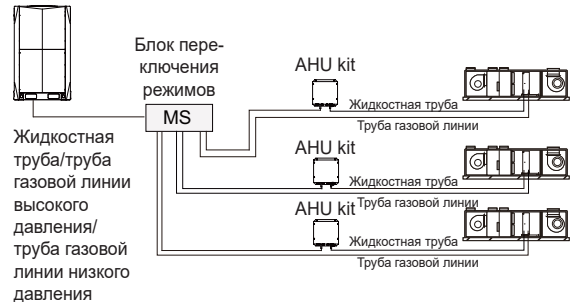 Блок пере-
ключения
режимов
MS
Жидкостная
труба/труба
газовой линии
высокого
давления/
труба газовой
линии низкого
давления
AHU kit
Жидкостная труба
Труба газовой линии
AHU kit
Жидкостная труба
Труба газовой линии
AHU kit
Жидкостная труба
Труба газовой линии